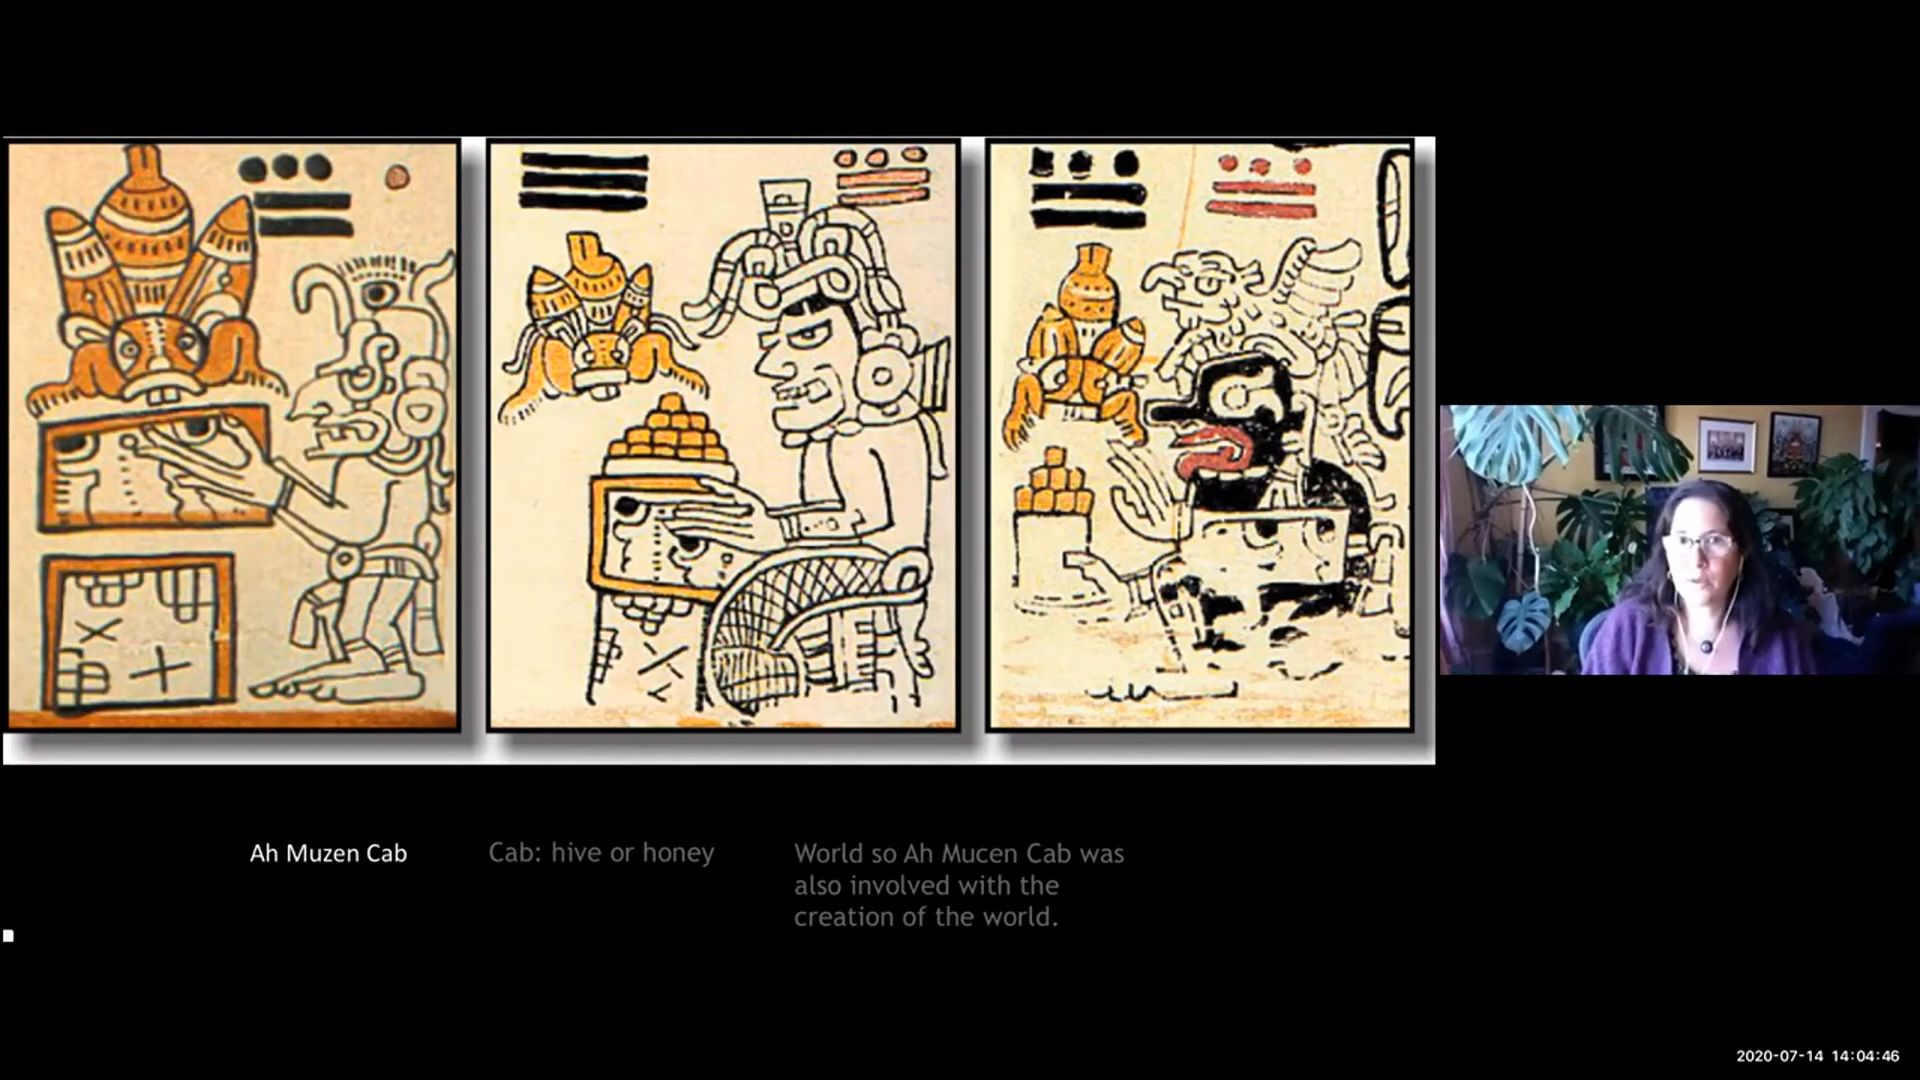 Ah Muzen Cab
Cab: hive or honey
World so Ah Mucen Cab was
also involved with the
creation of the world.
2020-07-14 14:04:46